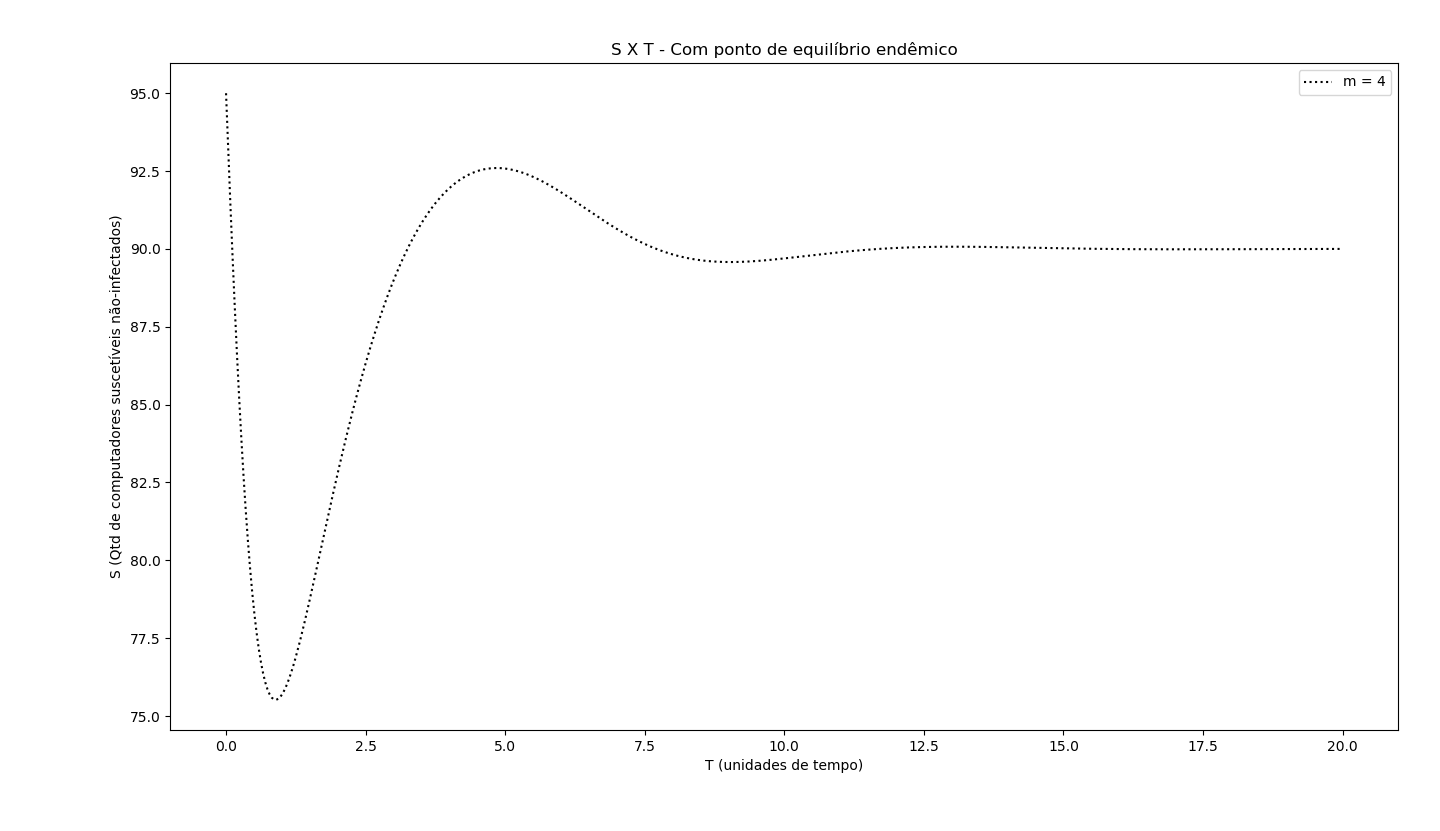 S X T - Com ponto de equilíbrio endêmico
m = 4
S (Qtd de computadores suscetíveis não-infectados)
95.0
92.5
90.0
87.5
85.0
82.5
80.0
77.5
75.0
0.0 2.5 5.0 7.5 10.0 12.5 15.0 17.5 20.0
T (unidades de tempo)